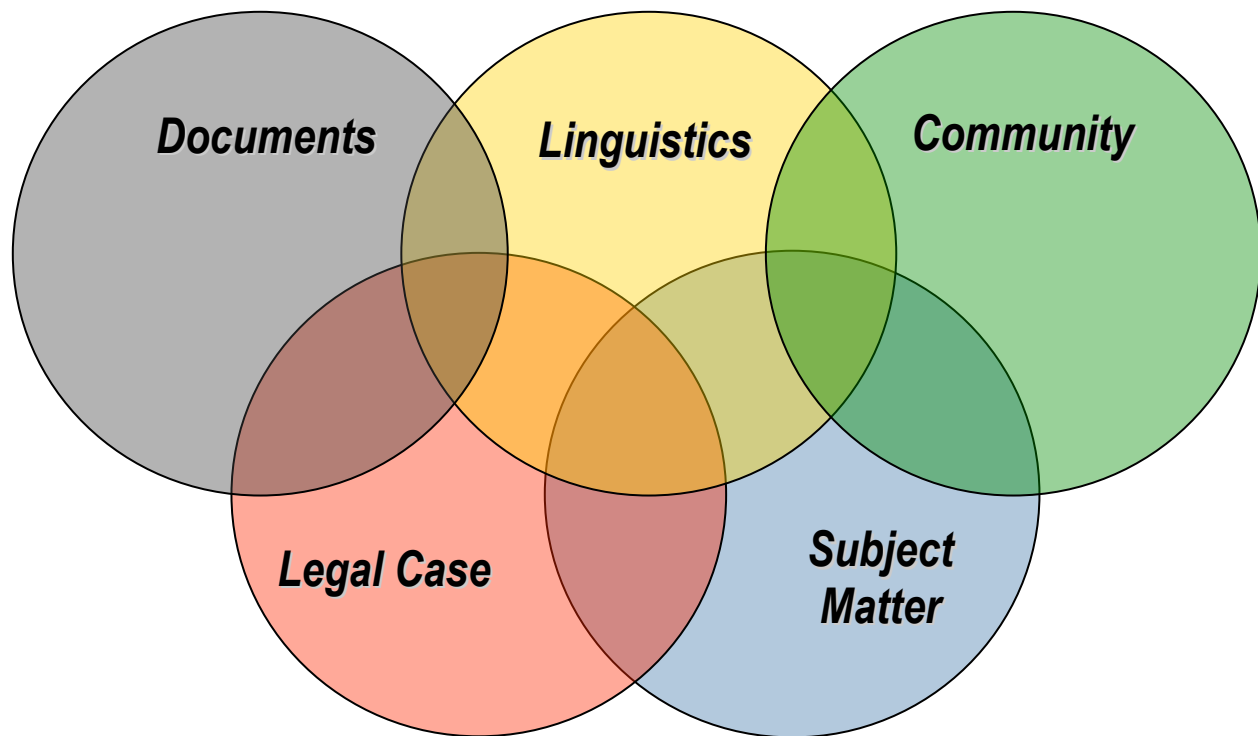 Documents
Linguistics
Community
Legal Case
Subject
Matter